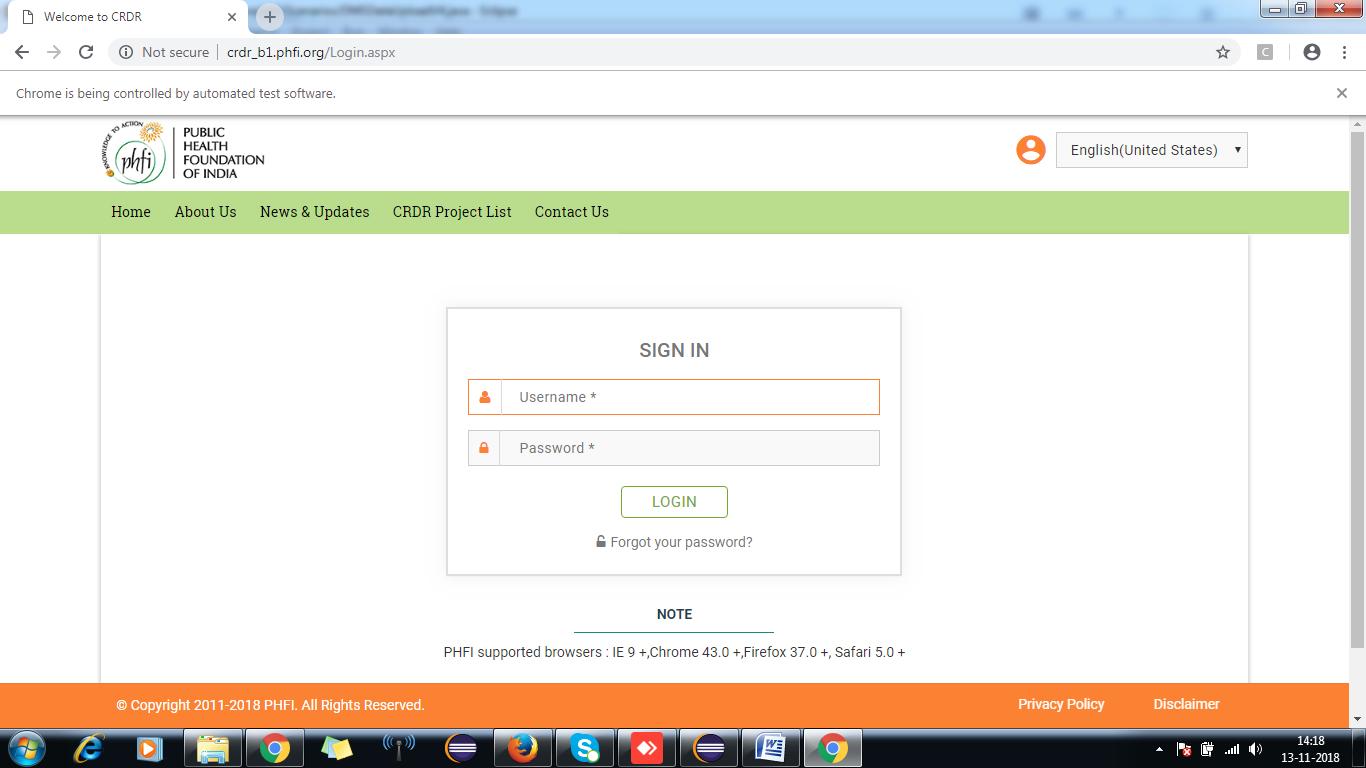 Welcome to CRDR
Not secure
crdr_b1.phfi.org/Login.aspx
C
Chrome is being controlled by automated test software.
KNOWLEDGE TO ACTION
phfi
PUBLIC
HEALTH
FOUNDATION
OF INDIA
English(United States)
Home About Us News & Updates CRDR Project List Contact Us
SIGN IN
Username *
Password *
LOGIN
Forgot your password?
NOTE
PHFI supported browsers : IE 9 +,Chrome 43.0 +,Firefox 37.0 +, Safari 5.0 +
© Copyright 2011-2018 PHFI. All Rights Reserved. Privacy Policy Disclaimer
14:18
13-11-2018